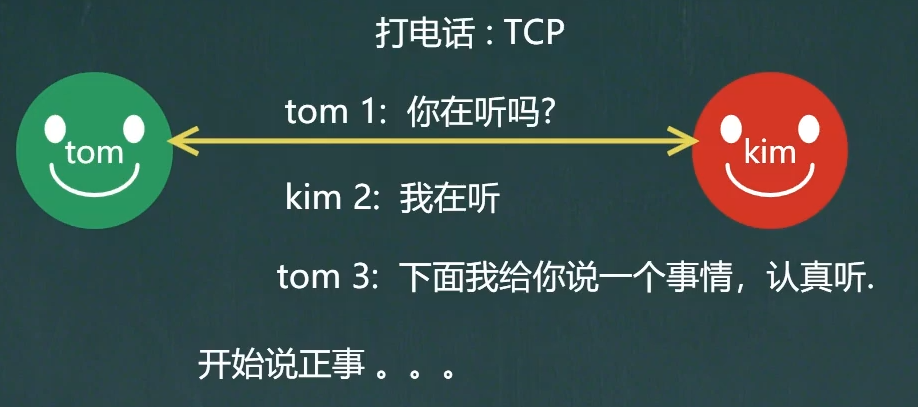 打电话 : TCP
tom 1: 你在听吗?
tom
kim
kim 2: 我在听
tom 3: 下面我给你说一个事情，认真听.
开始说正事 。。。